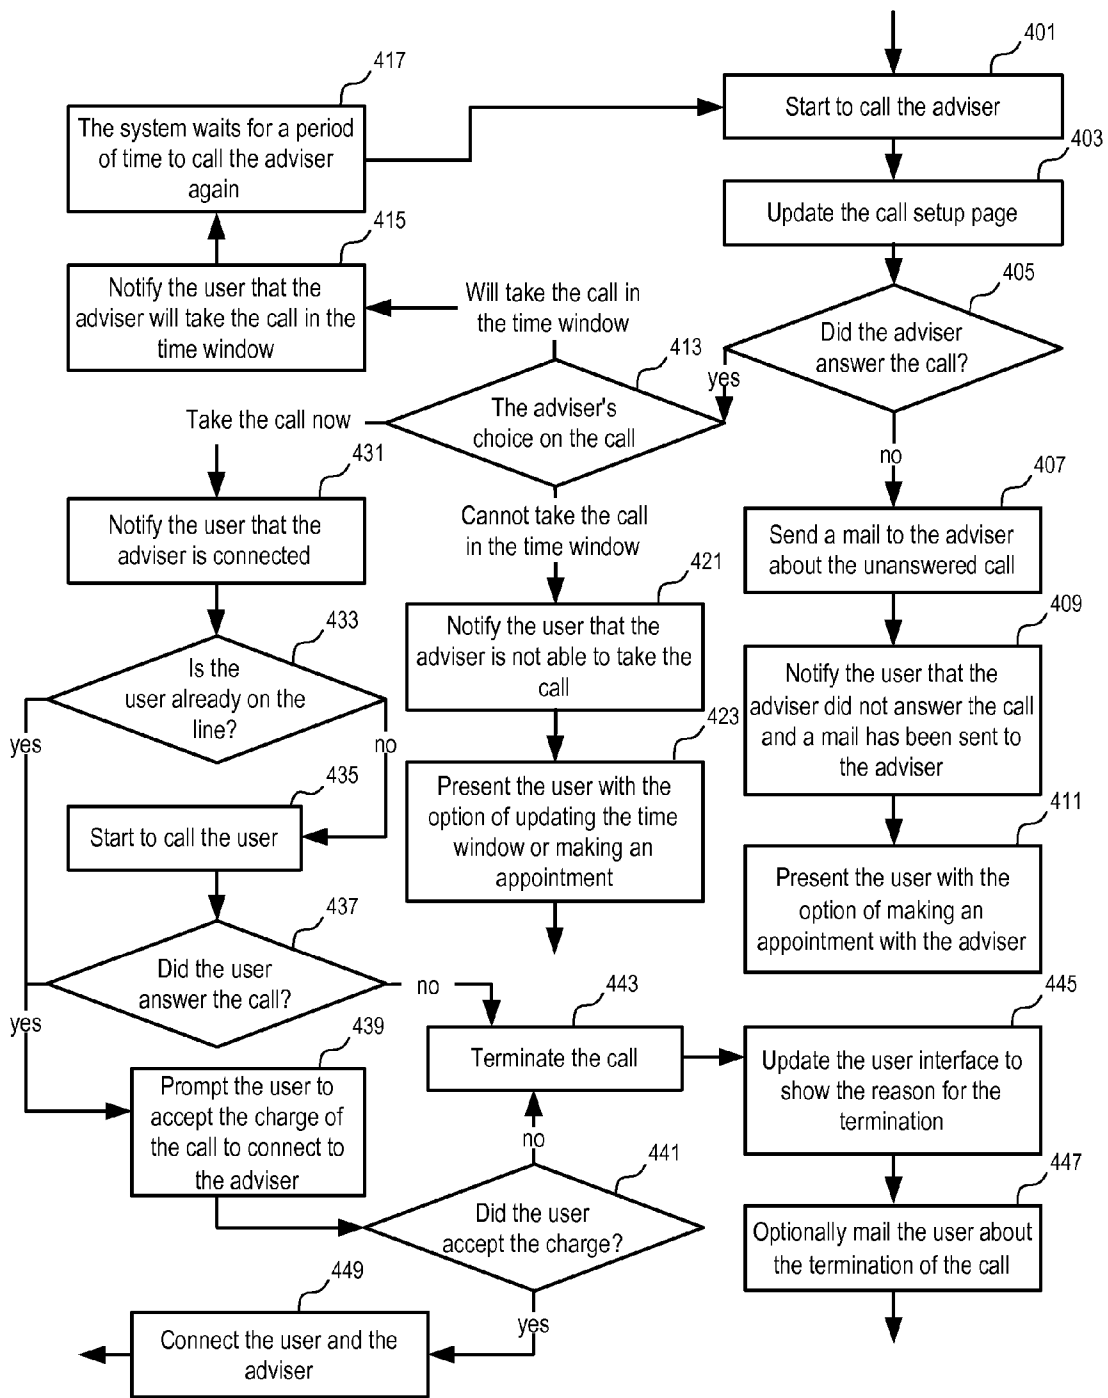 401
Start to call the adviser
417
The system waits for a period
of time to call the adviser
again
403
Update the call setup page
415
Notify the user that the
adviser will take the call in the
time window
Will take the call in
the time window
405
Did the adviser
answer the call?
yes
no
413
The adviser's
choice on the call
Take the call now
431
Notify the user that the
adviser is connected
Cannot take the call
in the time window
407
Send a mail to the adviser
about the unanswered call
421
Notify the user that the
adviser is not able to take the
call
409
Notify the user that the
adviser did not answer the call
and a mail has been sent to
the adviser
433
Is the
user already on the
line?
yes
no
423
Present the user with the
option of updating the time
window or making an
appointment
411
Present the user with the
option of making an
appointment with the adviser
435
Start to call the user
437
Did the user
answer the call?
no
yes
443
Terminate the call
445
Update the user interface to
show the reason for the
termination
439
Prompt the user to
accept the charge of
the call to connect to
the adviser
no
441
Did the user
accept the charge?
yes
447
Optionally mail the user about
the termination of the call
449
Connect the user and the
adviser